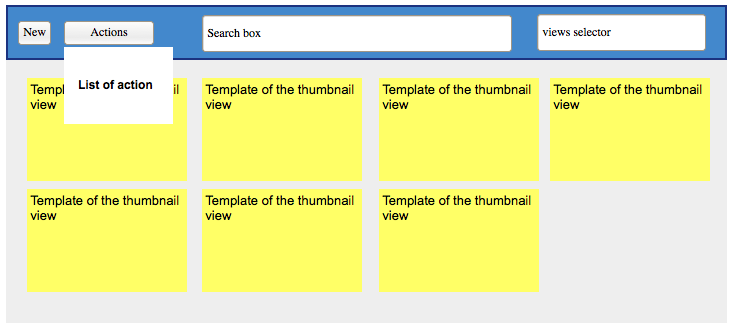 New
Actions
Search box
views selector
List of action
Templ il
view
Template of the thumbnail
view
Template of the thumbnail
view
Template of the thumbnail
view
Template of the thumbnail
view
Template of the thumbnail
view
Template of the thumbnail
view